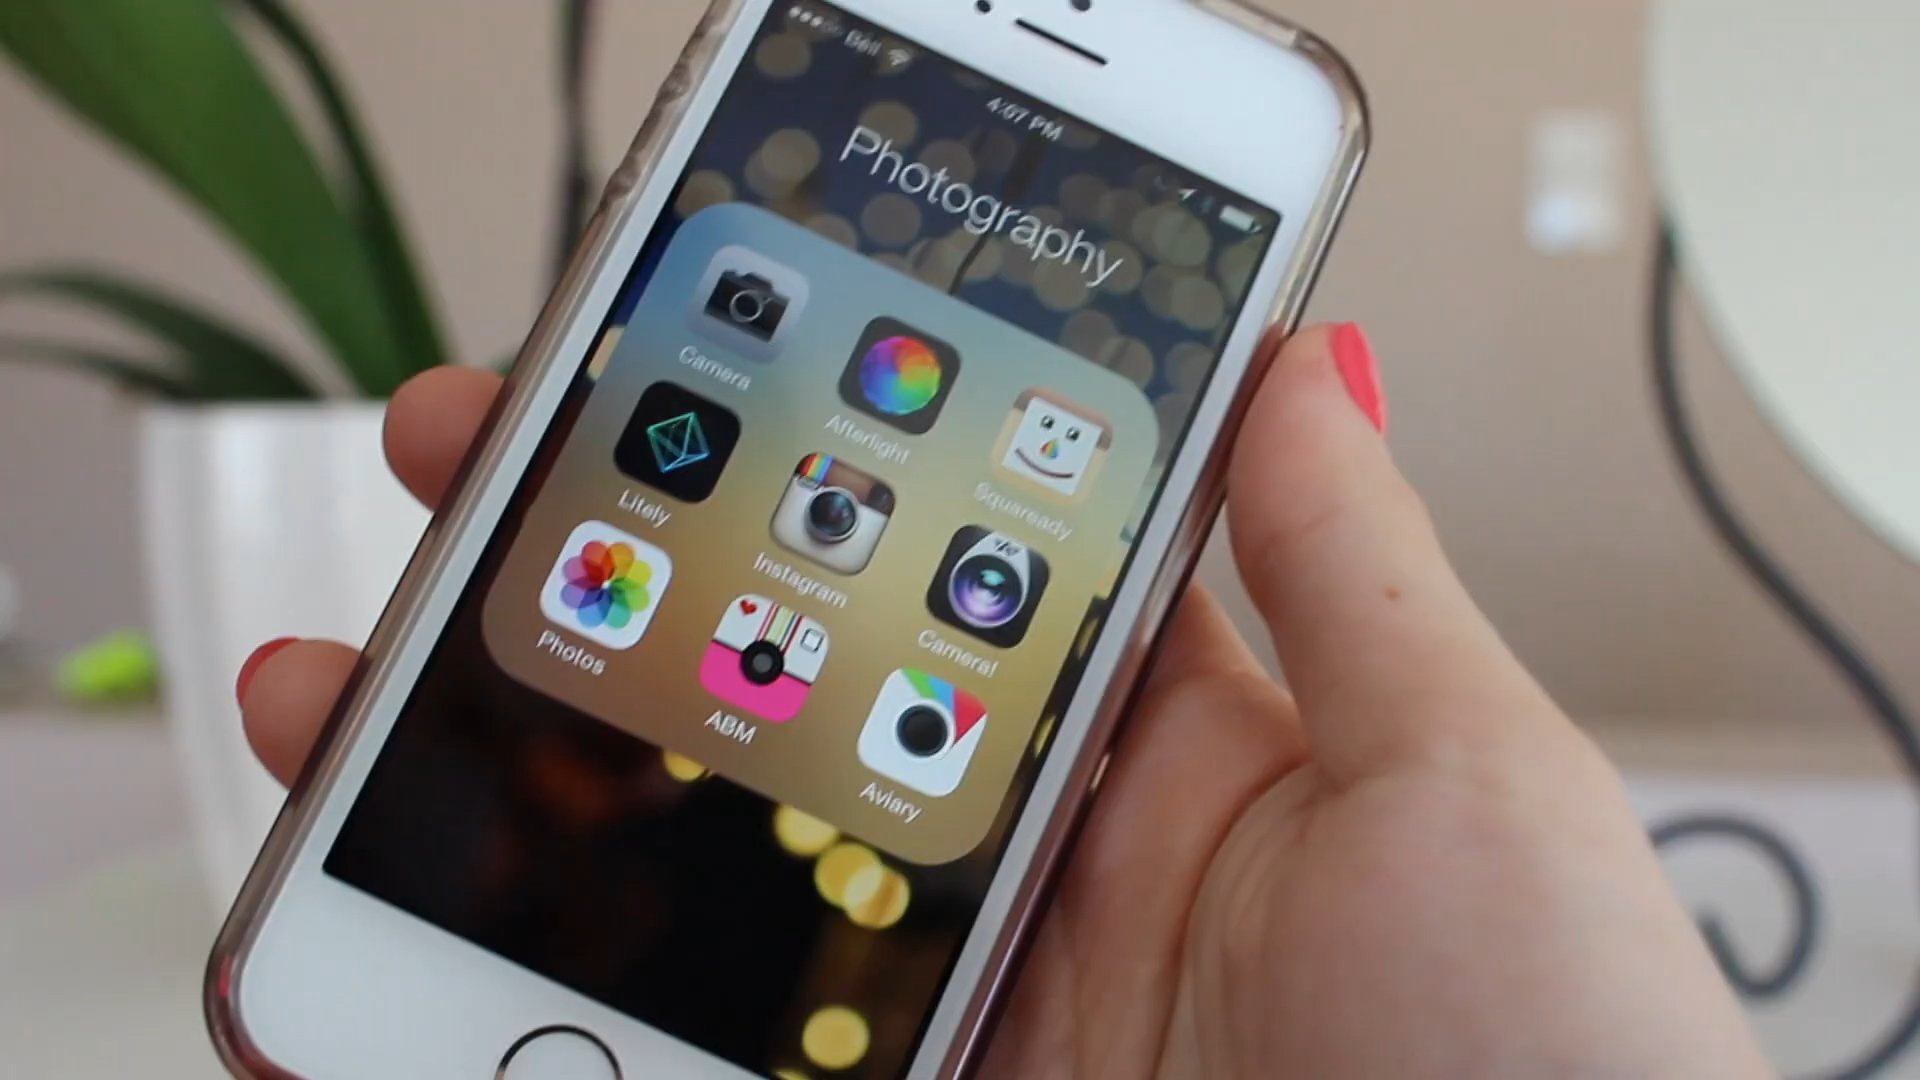 Bell
4:07 PM
Photography
Camera
Afterlight
Squaready
Litely
Instagram
Camera!
Photos
ABM
Aviary